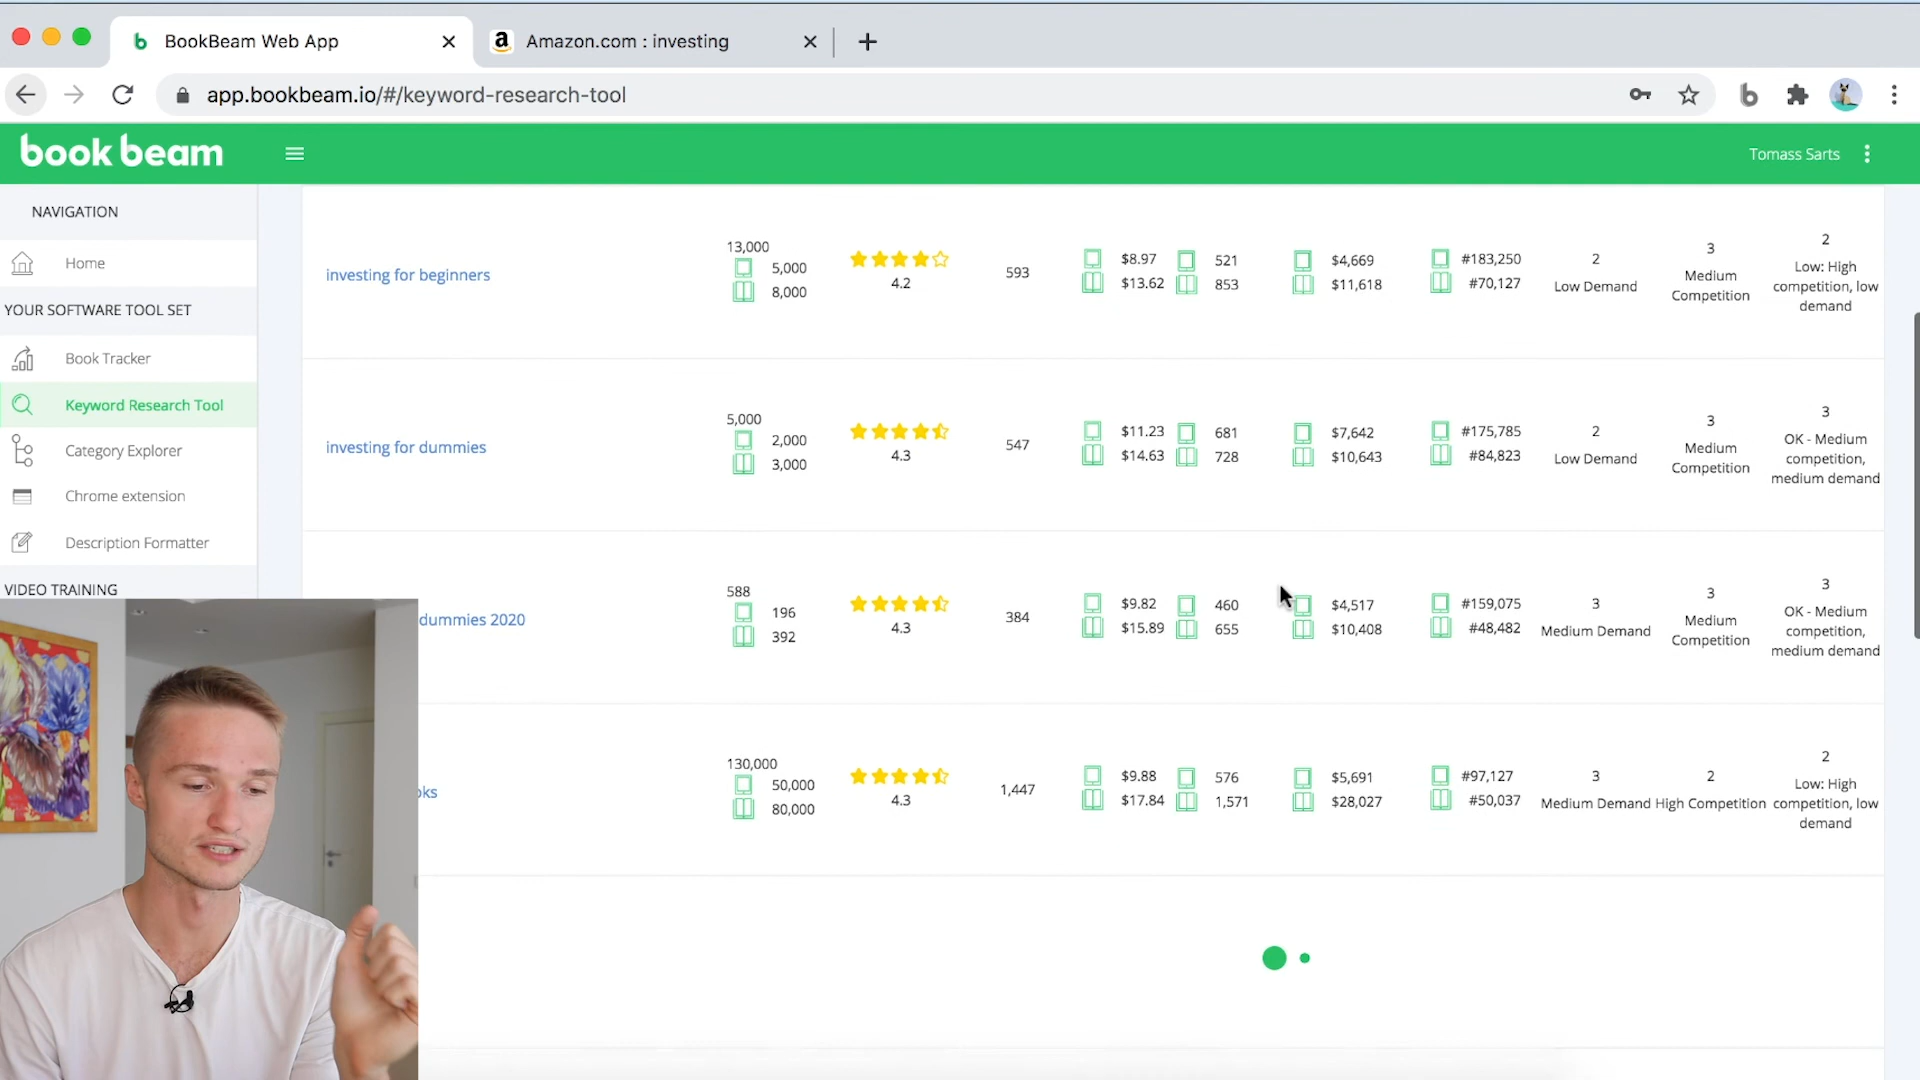 BookBeam Web App
Amazon.com : investing
app.bookbeam.io/#/keyword-research-tool
book beam
Tomass Sarts
NAVIGATION
Home
YOUR SOFTWARE TOOL SET
Book Tracker
Keyword Research Tool
Category Explorer
Chrome extension
Description Formatter
VIDEO TRAINING
investing for beginners
13,000
5,000
8,000
4.2
593
$8.97
$13.62
521
853
$4,669
$11,618
#183,250
#70,127
2
Low Demand
3
Medium
Competition
2
Low: High
competition, low
demand
investing for dummies
5,000
2,000
3,000
4.3
547
$11.23
$14.63
681
728
$7,642
$10,643
#175,785
#84,823
2
Low Demand
3
Medium
Competition
3
OK - Medium
competition,
medium demand
dummies 2020
588
196
392
4.3
384
$9.82
$15.89
460
655
$4,517
$10,408
#159,075
#48,482
3
Medium Demand
3
Medium
Competition
3
OK - Medium
competition,
medium demand
oks
130,000
50,000
80,000
4.3
1,447
$9.88
$17.84
576
1,571
$5,691
$28,027
#97,127
#50,037
3
Medium Demand
2
High Competition
2
Low: High
competition, low
demand